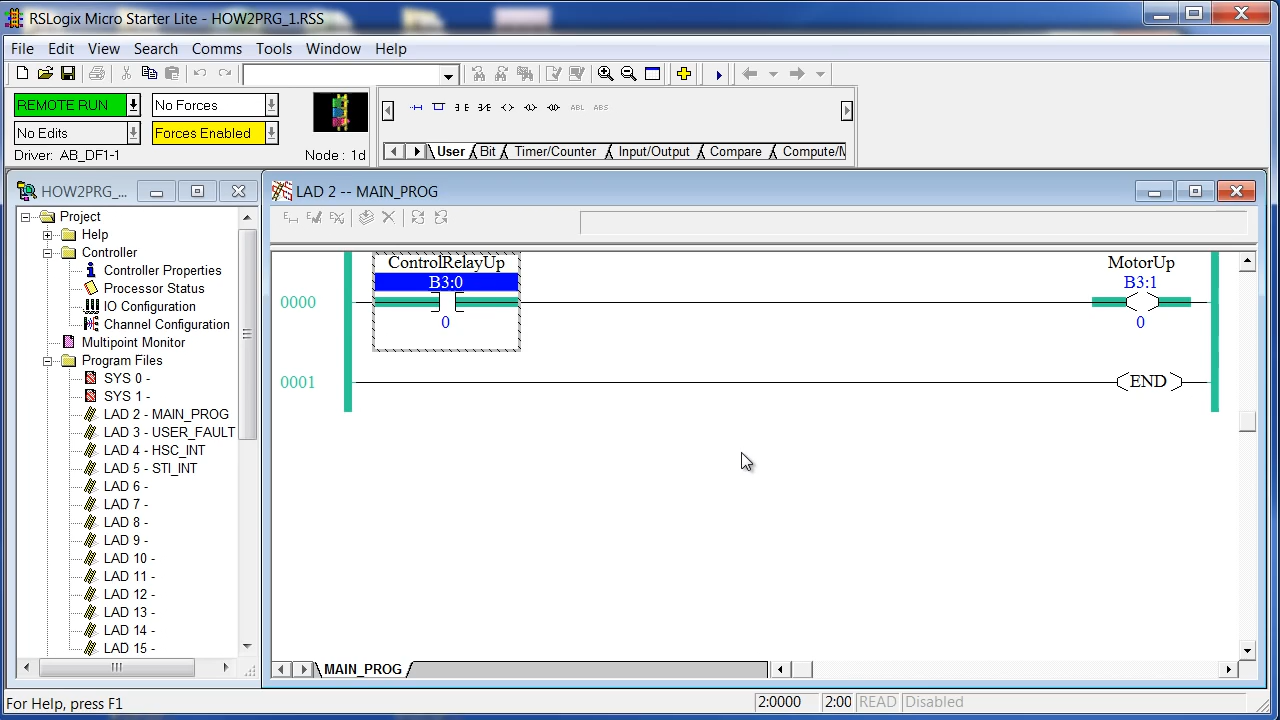 RSLogix Micro Starter Lite - HOW2PRG_1.RSS
File Edit View Search Comms Tools Window Help
ABL ABS
REMOTE RUN
No Forces
No Edits
Forces Enabled
Driver: AB_DF1-1
Node : 1d
User Bit Timer/Counter Input/Output Compare Compute/M
HOW2PRG_...
Project
Help
Controller
Controller Properties
Processor Status
IO Configuration
Channel Configuration
Multipoint Monitor
Program Files
SYS 0 -
SYS 1 -
LAD 2 - MAIN_PROG
LAD 3 - USER_FAULT
LAD 4 - HSC_INT
LAD 5 - STI_INT
LAD 6 -
LAD 7 -
LAD 8 -
LAD 9 -
LAD 10 -
LAD 11 -
LAD 12 -
LAD 13 -
LAD 14 -
LAD 15 -
LAD 2 -- MAIN_PROG
ControlRelayUp
B3:0
0
MotorUp
B3:1
0
0000
0001
END
MAIN_PROG
For Help, press F1
2:0000 2:00 READ Disabled